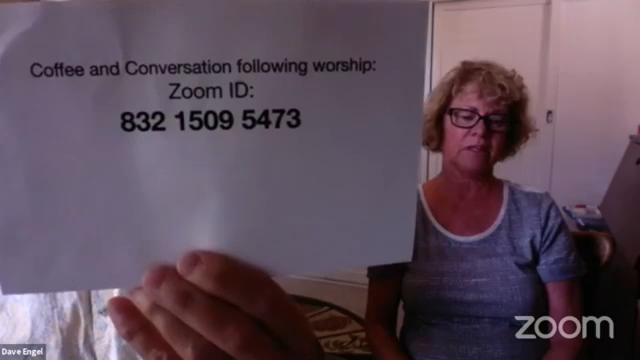 Coffee and Conversation following worship:
Zoom ID:
832 1509 5473
Dave Engel
zoom